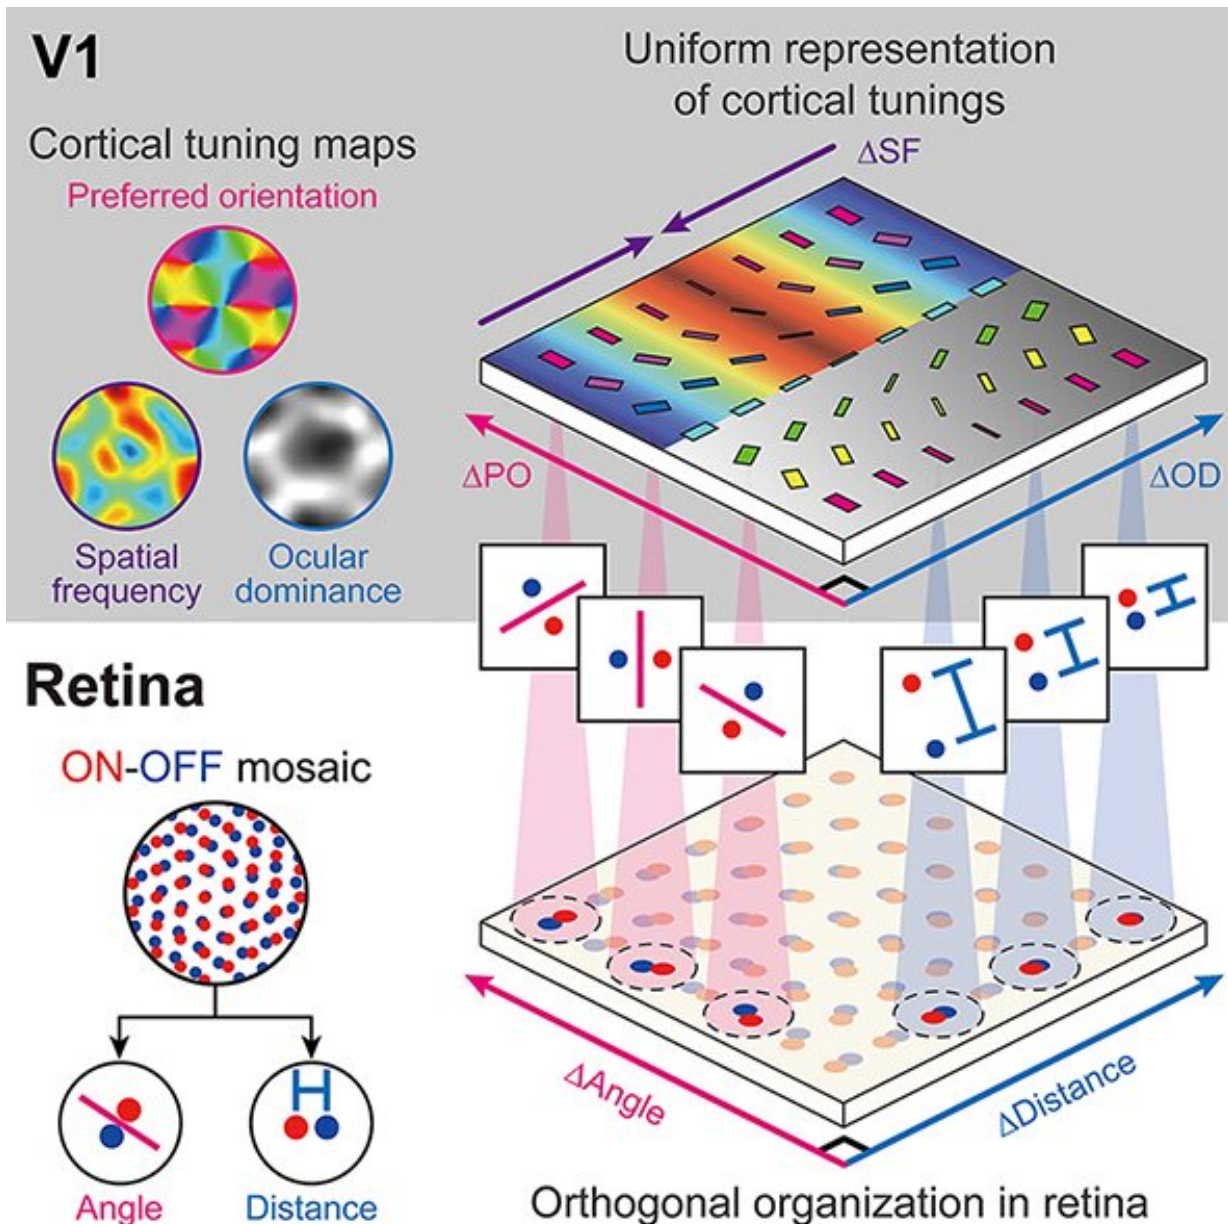 V1
Cortical tuning maps
Preferred orientation
Spatial
frequency
Ocular
dominance
Uniform representation
of cortical tunings
ΔSF
ΔPO
ΔOD
Retina
ON-OFF mosaic
Angle
Distance
ΔAngle
ΔDistance
Orthogonal organization in retina